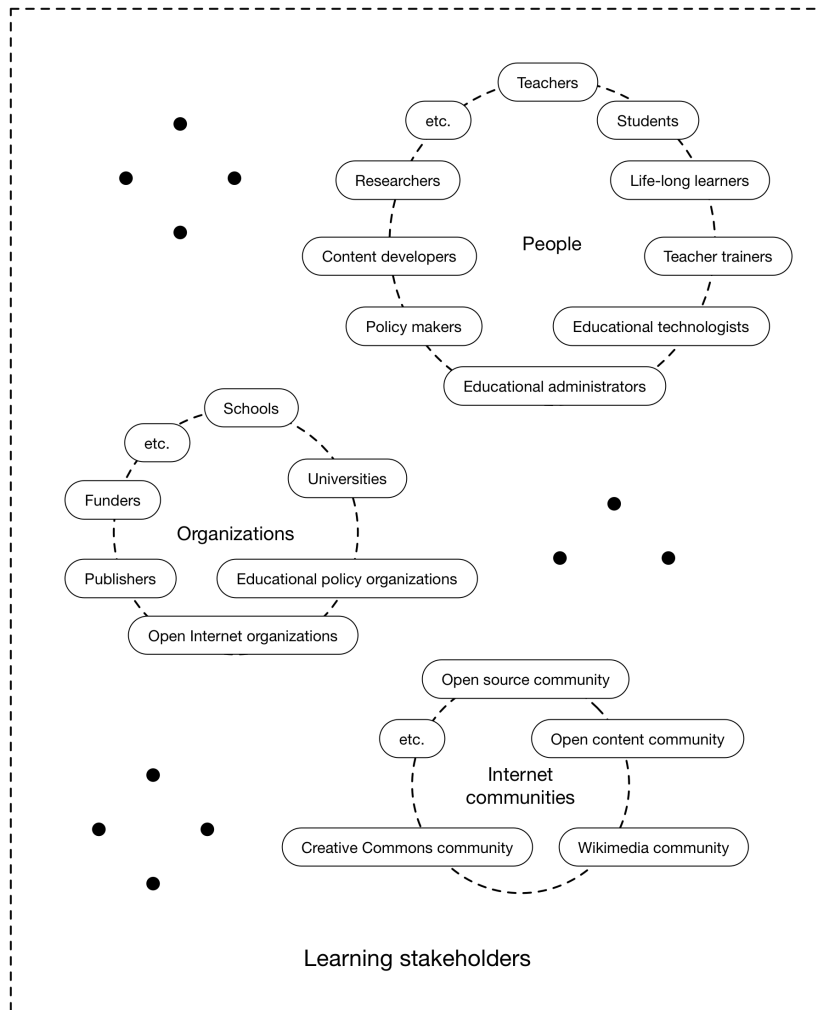 Teachers
etc.
Students
Researchers
Life-long learners
People
Content developers
Teacher trainers
Policy makers
Educational technologists
Educational administrators
Schools
etc.
Universities
Funders
Organizations
Publishers
Educational policy organizations
Open Internet organizations
Open source community
etc.
Open content community
Internet
communities
Creative Commons community
Wikimedia community
Learning stakeholders